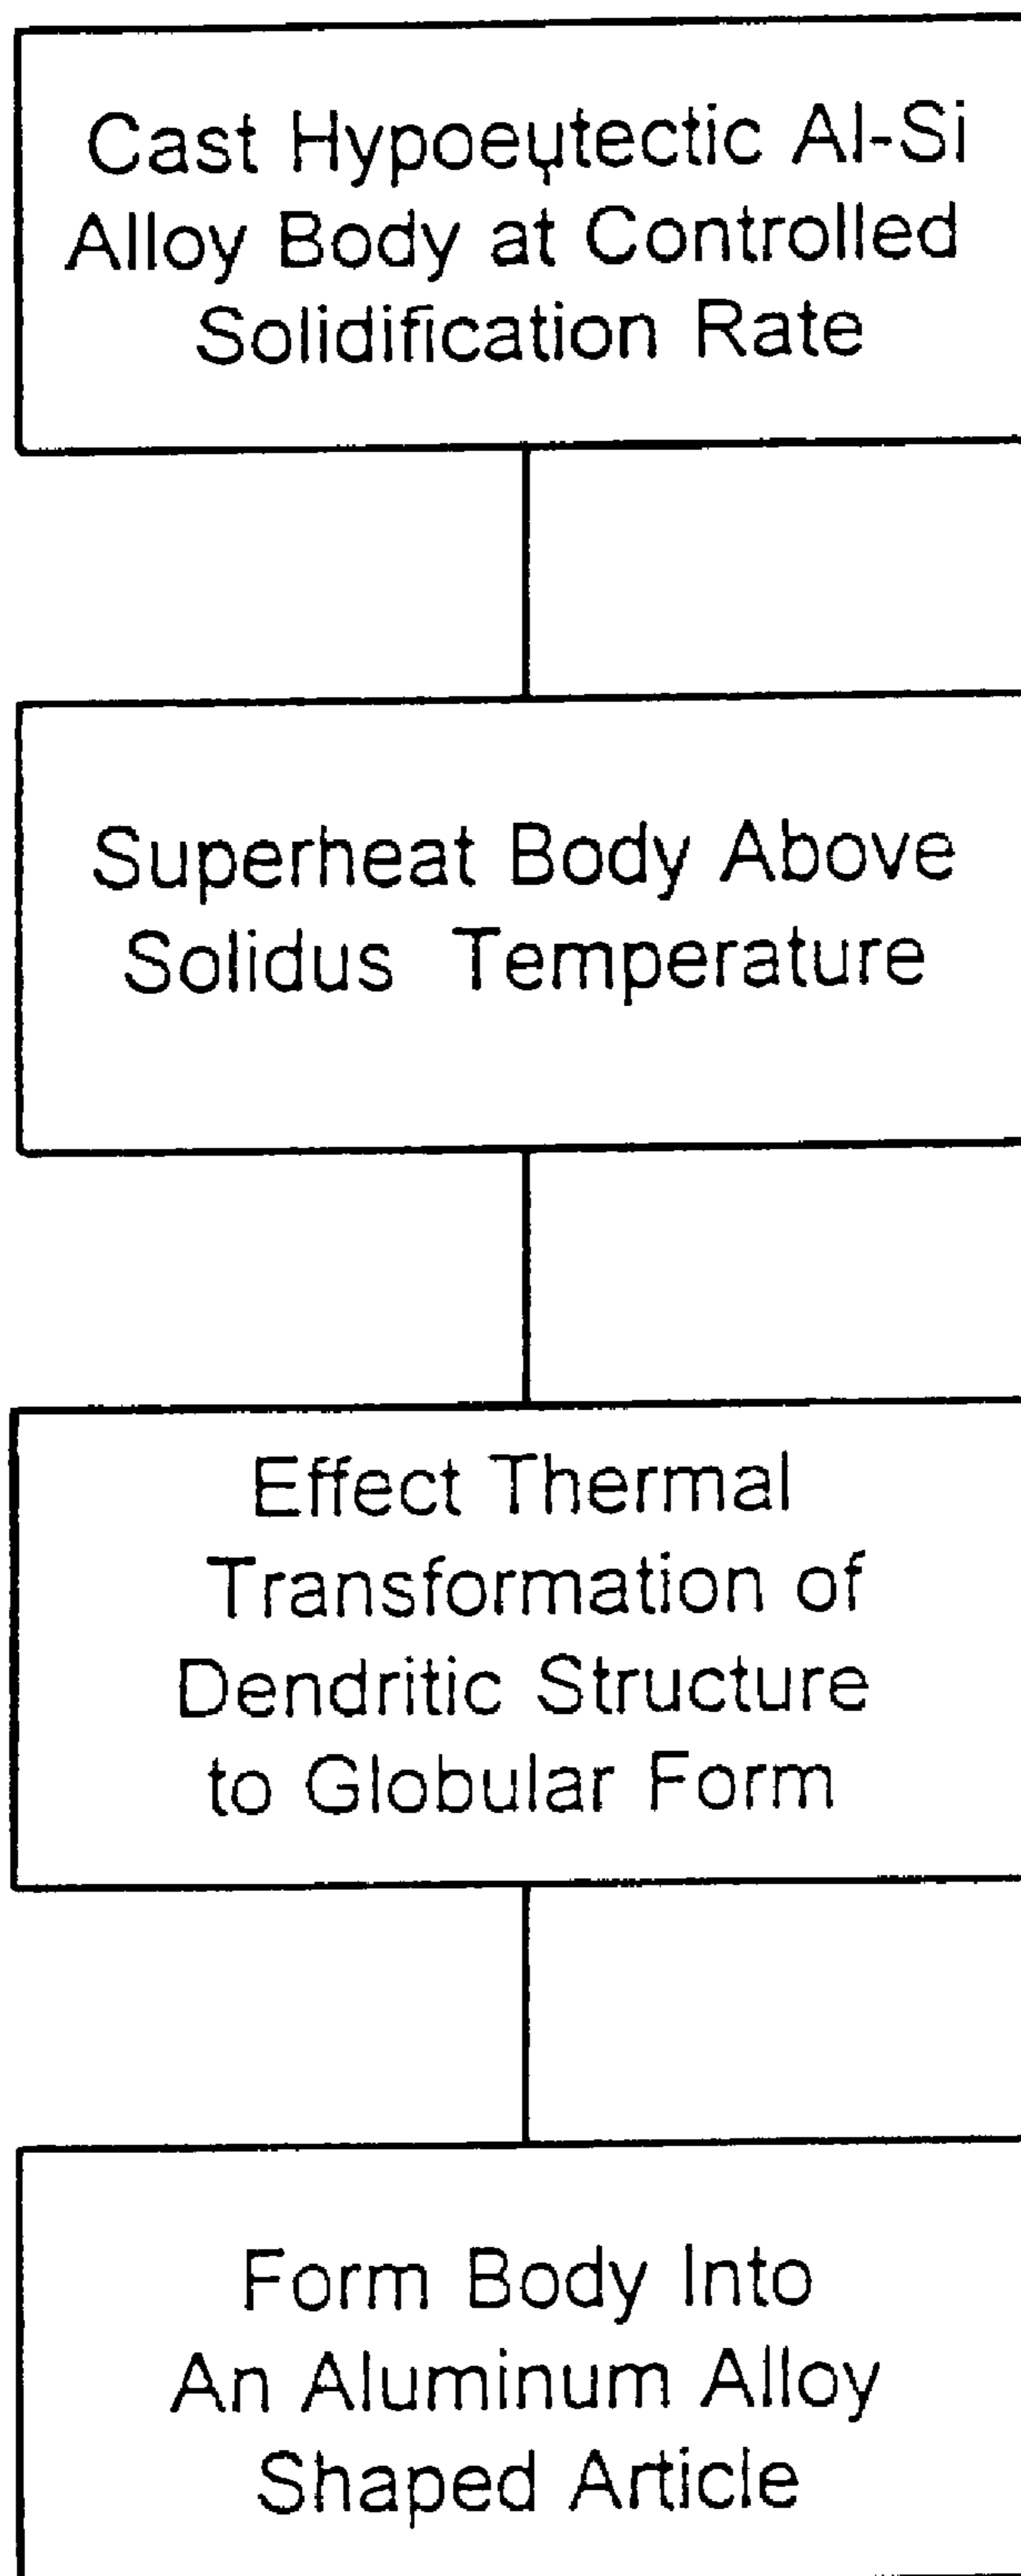 Cast Hypoeutectic Al-Si
Alloy Body at Controlled
Solidification Rate
Superheat Body Above
Solidus Temperature
Effect Thermal
Transformation of
Dendritic Structure
to Globular Form
Form Body Into
An Aluminum Alloy
Shaped Article